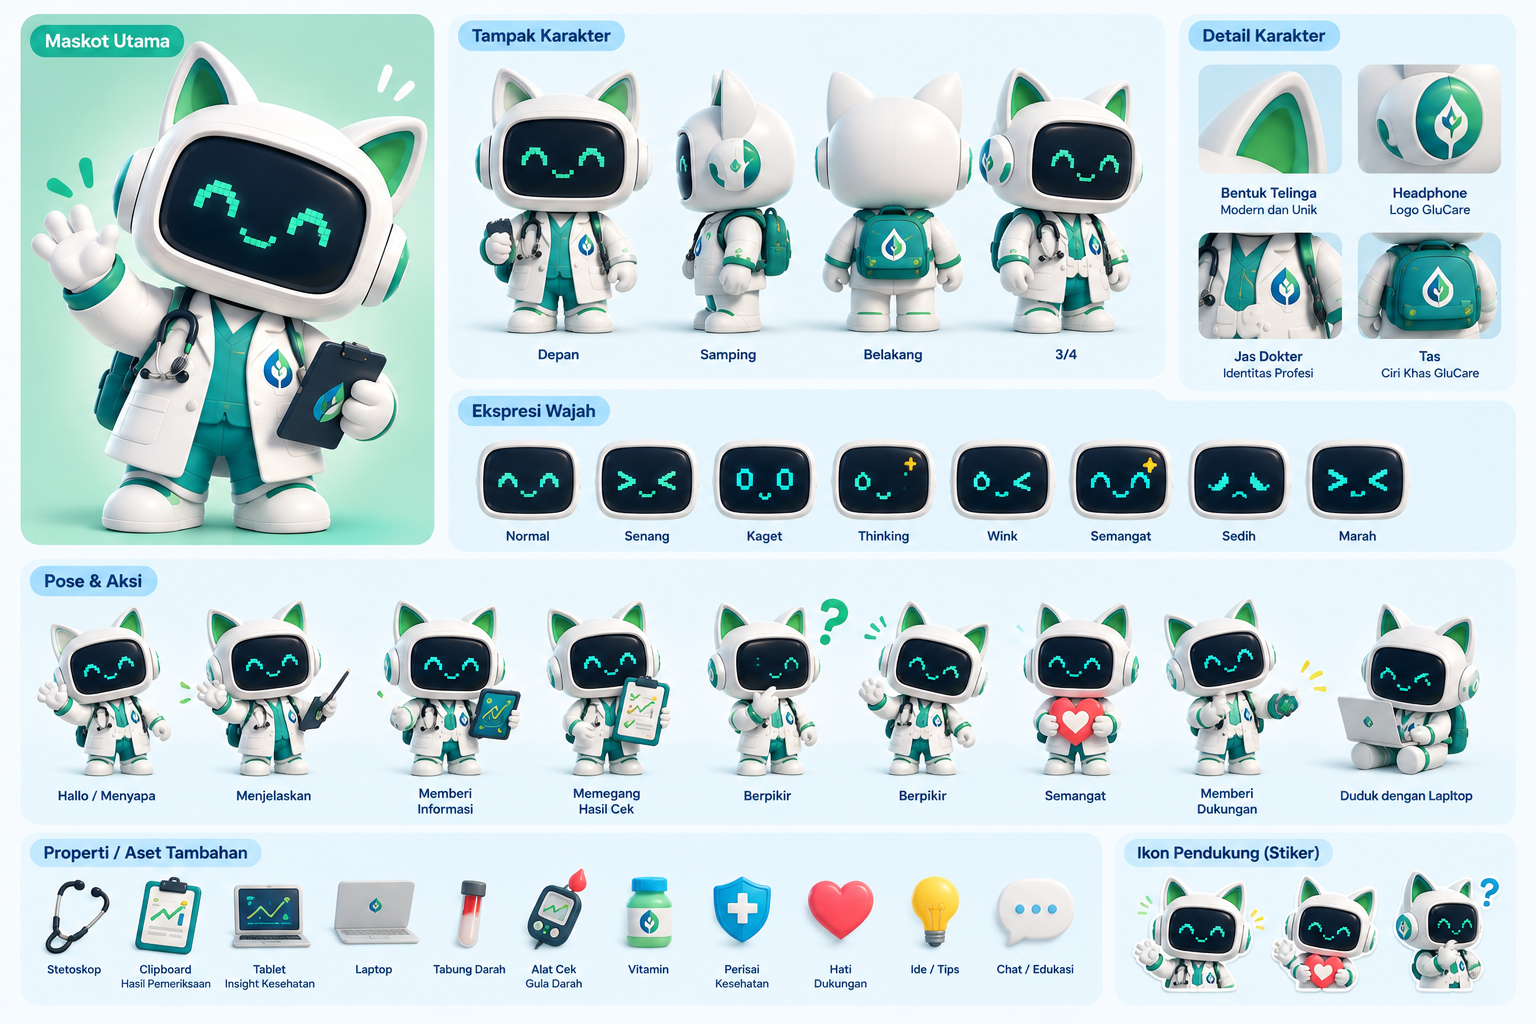 Maskot Utama
Tampak Karakter
Depan
Samping
Belakang
3/4
Detail Karakter
Bentuk Telinga
Modern dan Unik
Headphone
Logo GluCare
Jas Dokter
Identitas Profesi
Tas
Ciri Khas GluCare
Ekspresi Wajah
Normal
Senang
Kaget
Thinking
Wink
Semangat
Sedih
Marah
Pose & Aksi
?
Hallo / Menyapa
Menjelaskan
Memberi
Informasi
Memegang
Hasil Cek
Berpikir
Berpikir
Semangat
Memberi
Dukungan
Duduk dengan Lapltop
Properti / Aset Tambahan
Stetoskop
Clipboard
Hasil Pemeriksaan
Tablet
Insight Kesehatan
Laptop
Tabung Darah
Alat Cek
Gula Darah
Vitamin
Perisai
Kesehatan
Hati
Dukungan
Ide / Tips
Chat / Edukasi
Ikon Pendukung (Stiker)
?